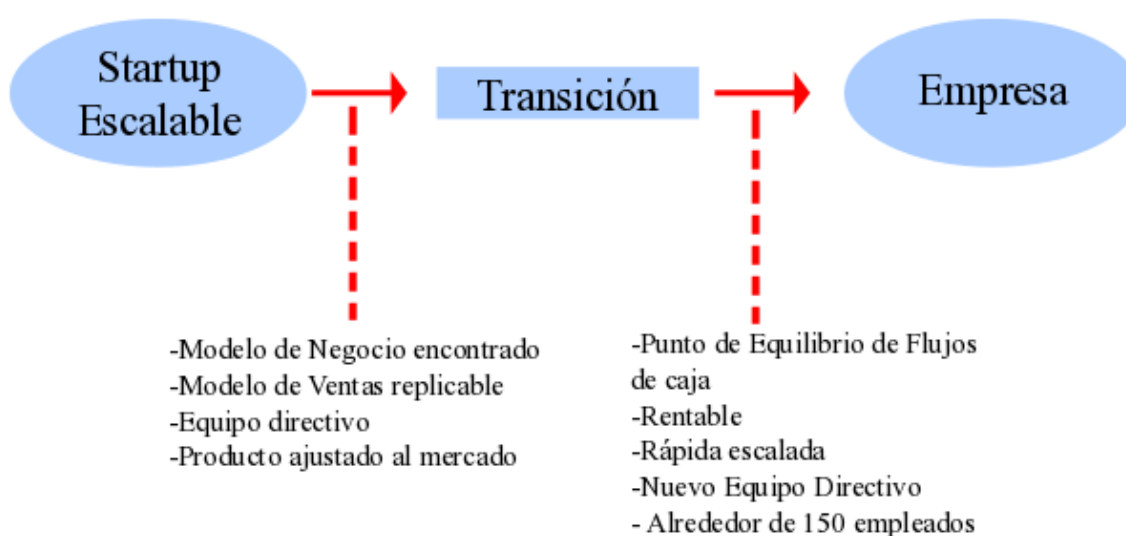 Startup
Escalable
Transición
Empresa
-Modelo de Negocio encontrado
-Modelo de Ventas replicable
-Equipo directivo
-Producto ajustado al mercado
-Punto de Equilibrio de Flujos
de caja
-Rentable
-Rápida escalada
-Nuevo Equipo Directivo
- Alrededor de 150 empleados